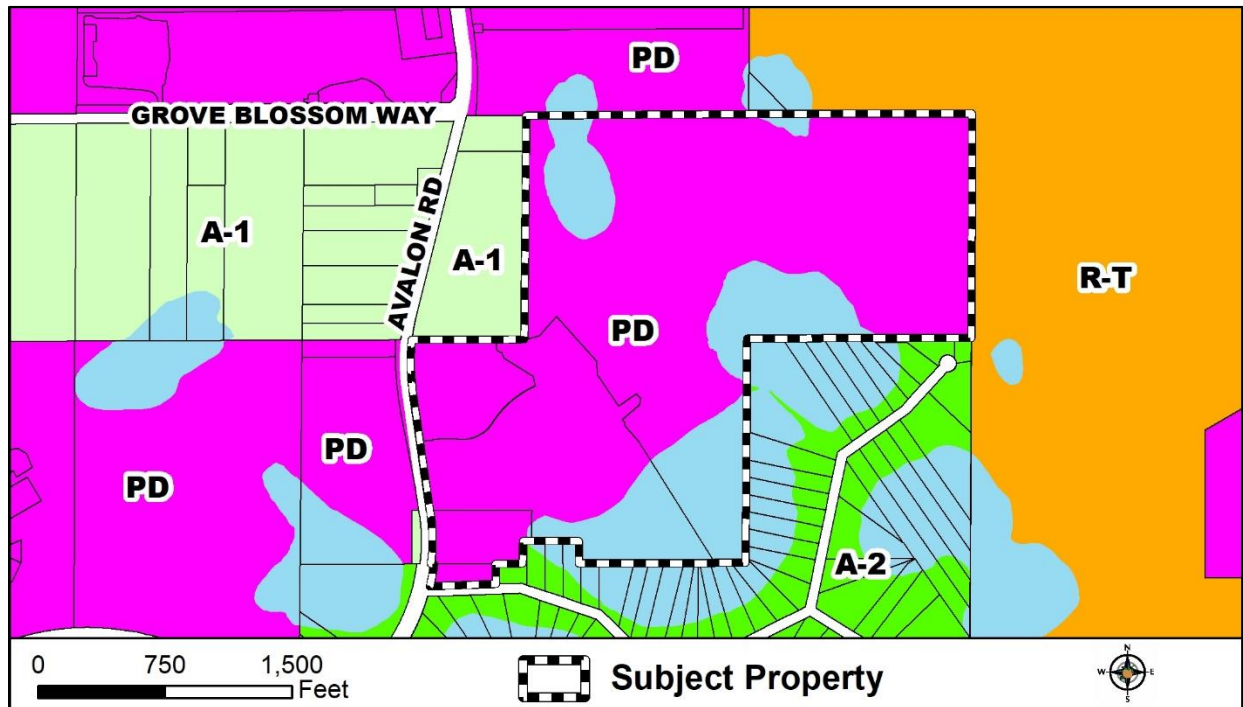 PD
GROVE BLOSSOM WAY
A-1
AVALON RD
A-1
R-T
PD
PD
PD
A-2
0 750 1,500
Feet
Subject Property
N
W E
S